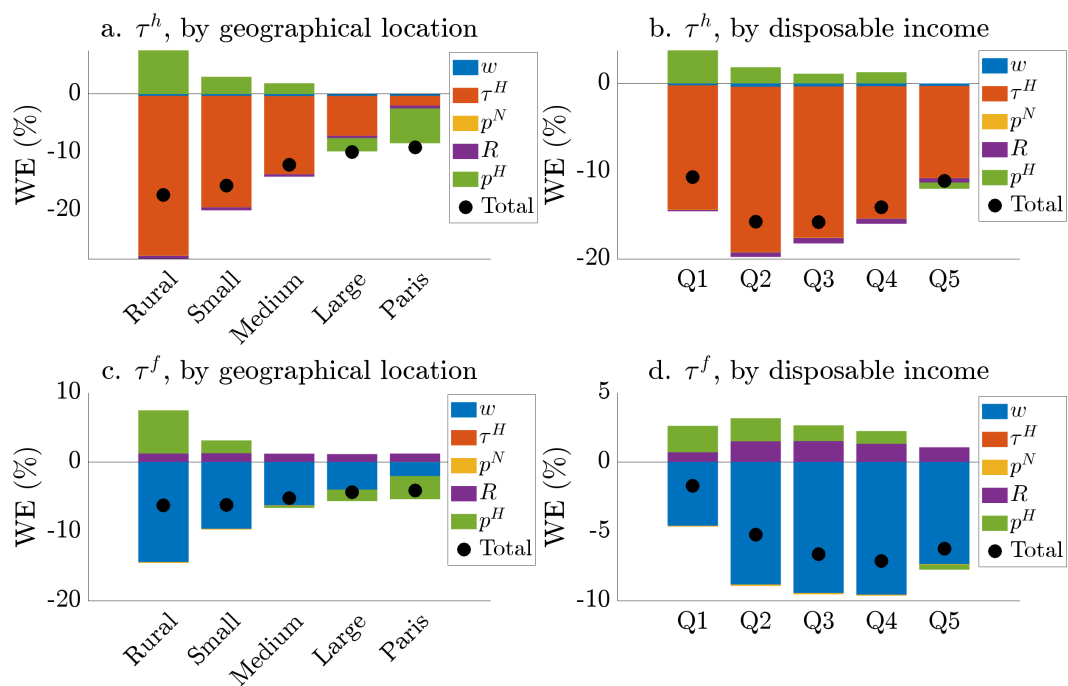 a. τ^h, by geographical location
WE (%)
0
-10
-20
Rural
Small
Medium
Large
Paris
w
τ^H
p^N
R
p^H
Total
b. τ^h, by disposable income
WE (%)
0
-10
-20
Q1
Q2
Q3
Q4
Q5
w
τ^H
p^N
R
p^H
Total
c. τ^f, by geographical location
WE (%)
10
0
-10
-20
Rural
Small
Medium
Large
Paris
w
τ^H
p^N
R
p^H
Total
d. τ^f, by disposable income
WE (%)
5
0
-5
-10
Q1
Q2
Q3
Q4
Q5
w
τ^H
p^N
R
p^H
Total